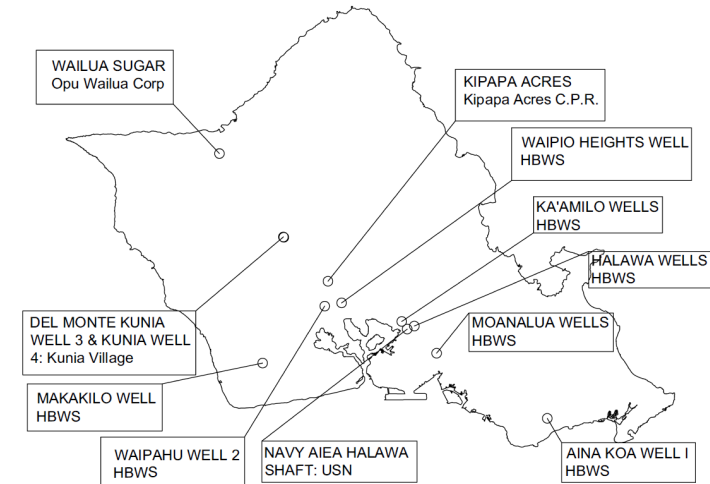 WAILUA SUGAR
Opu Wailua Corp
KIPAPA ACRES
Kipapa Acres C.P.R.
WAIPIO HEIGHTS WELL
HBWS
KA'AMILO WELLS
HBWS
HALAWA WELLS
HBWS
DEL MONTE KUNIA
WELL 3 & KUNIA WELL
4: Kunia Village
MOANALUA WELLS
HBWS
MAKAKILO WELL
HBWS
WAIPAHU WELL 2
HBWS
NAVY AIEA HALAWA
SHAFT: USN
AINA KOA WELL I
HBWS